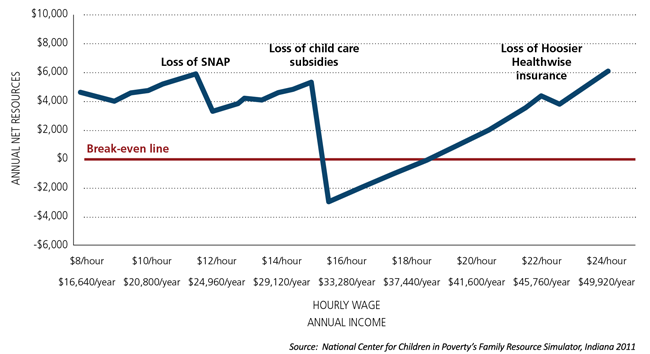 $10,000
$8,000
$6,000
$4,000
$2,000
$0
-$2,000
-$4,000
-$6,000
ANNUAL NET RESOURCES
Loss of SNAP
Loss of child care
subsidies
Loss of Hoosier
Healthwise
insurance
Break-even line
$8/hour $10/hour $12/hour $14/hour $16/hour $18/hour $20/hour $22/hour $24/hour
$16,640/year $20,800/year $24,960/year $29,120/year $33,280/year $37,440/year $41,600/year $45,760/year $49,920/year
HOURLY WAGE
ANNUAL INCOME
Source: National Center for Children in Poverty's Family Resource Simulator, Indiana 2011